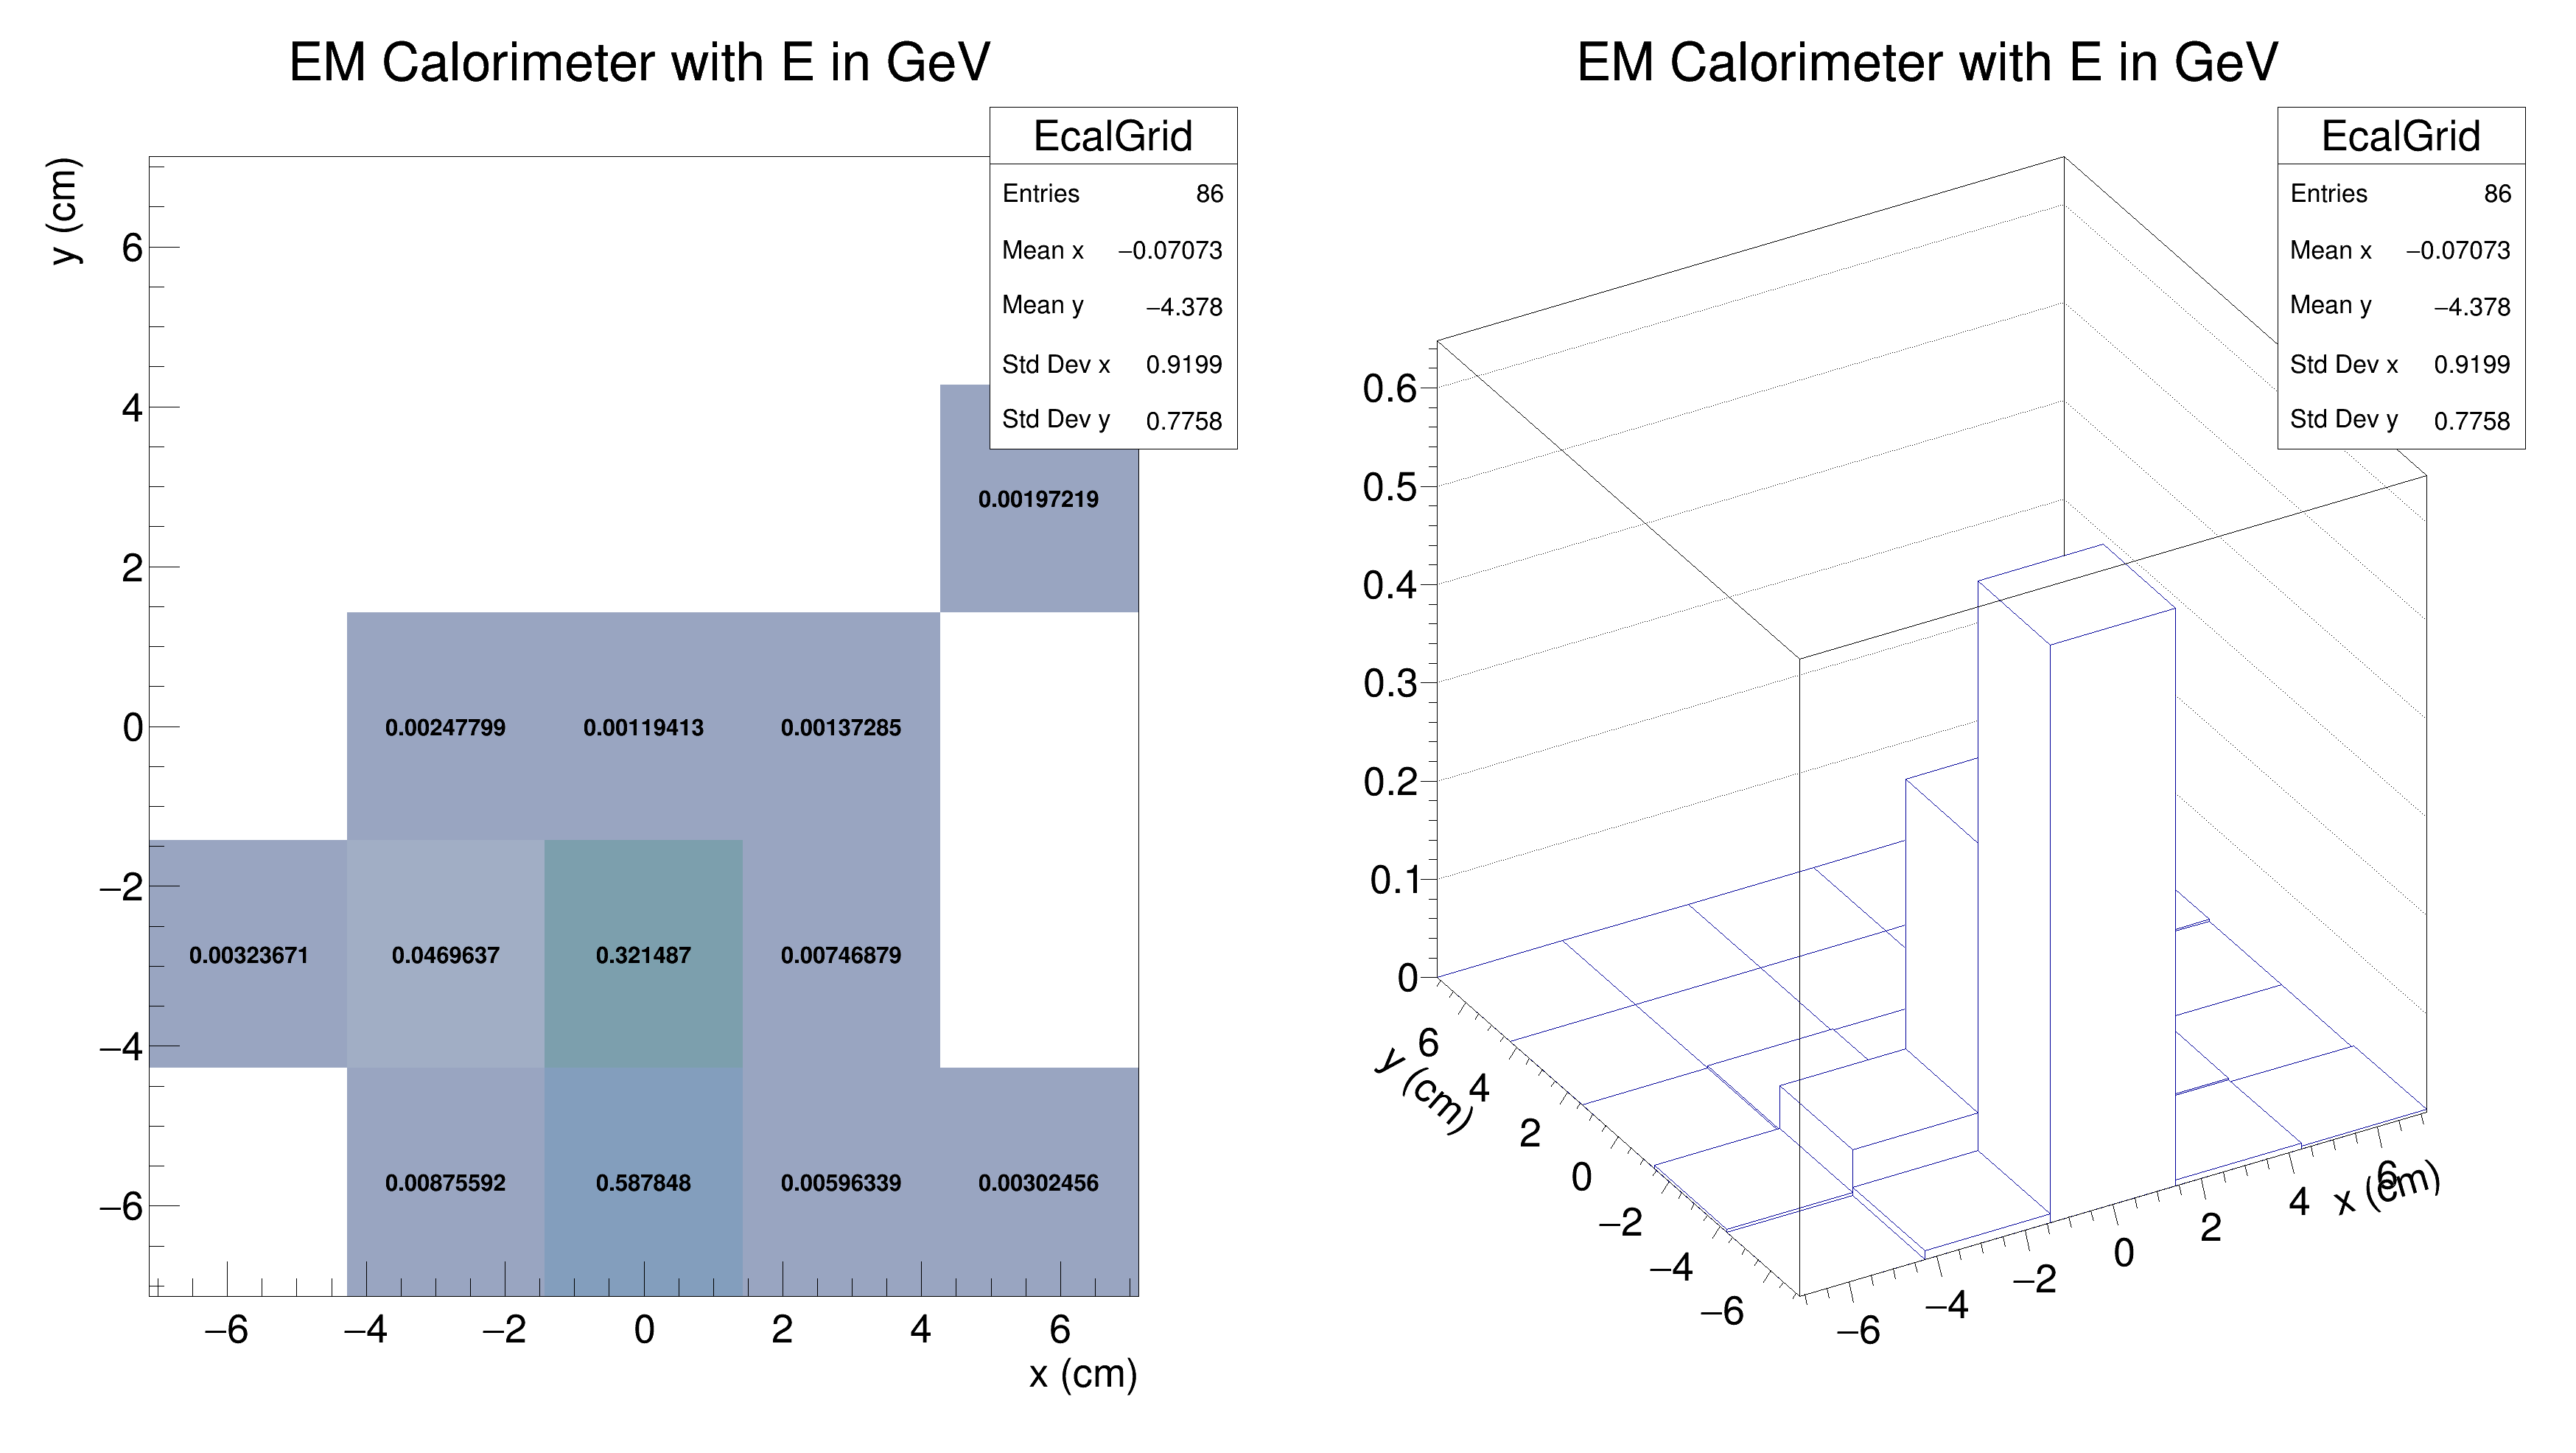 EM Calorimeter with E in GeV
EcalGrid
Entries 86
Mean x −0.07073
Mean y −4.378
Std Dev x 0.9199
Std Dev y 0.7758
y (cm)
6
4
2
0
−2
−4
−6
0.00197219
0.00247799 0.00119413 0.00137285
0.00323671 0.0469637 0.321487 0.00746879
0.00875592 0.587848 0.00596339 0.00302456
−6 −4 −2 0 2 4 6
x (cm)
EM Calorimeter with E in GeV
EcalGrid
Entries 86
Mean x −0.07073
Mean y −4.378
Std Dev x 0.9199
Std Dev y 0.7758
0.6
0.5
0.4
0.3
0.2
0.1
0
y (cm)
6
4
2
0
−2
−4
−6
−6 −4 −2 0 2 4 6
x (cm)